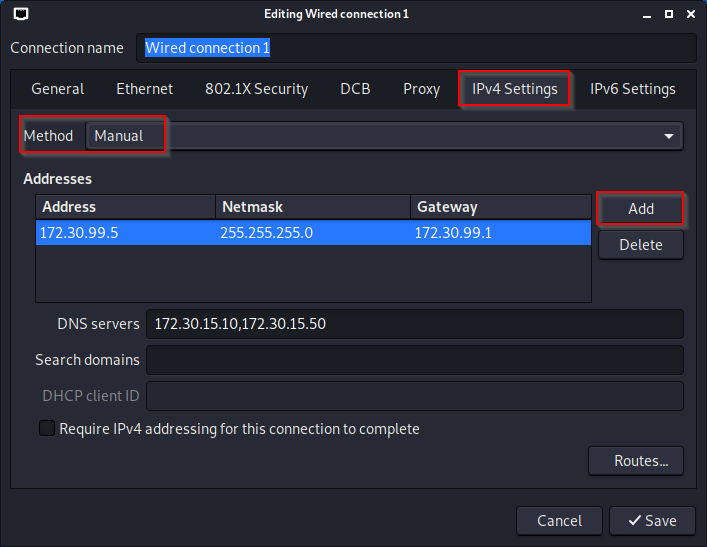 Editing Wired connection 1
Connection name Wired connection 1
General Ethernet 802.1X Security DCB Proxy IPv4 Settings IPv6 Settings
Method Manual
Addresses
Address Netmask Gateway Add
172.30.99.5 255.255.255.0 172.30.99.1
Delete
DNS servers 172.30.15.10,172.30.15.50
Search domains
DHCP client ID
Require IPv4 addressing for this connection to complete
Routes...
Cancel Save